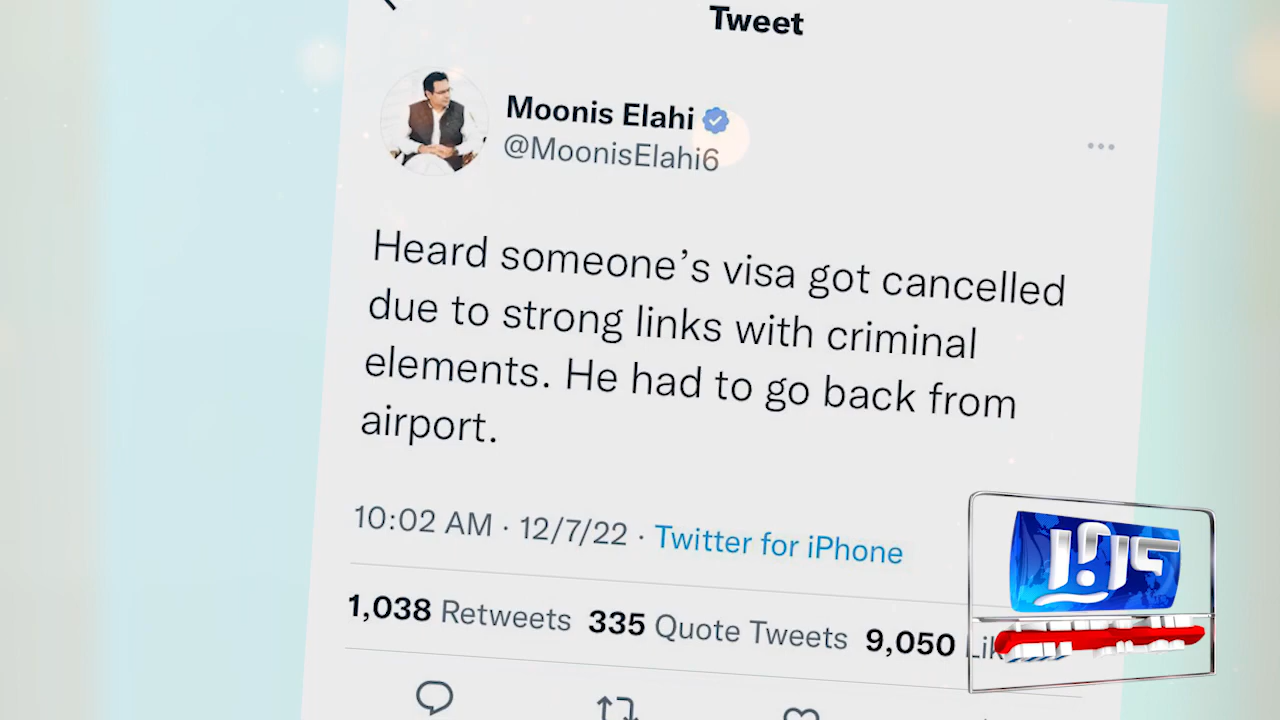 Tweet
Moonis Elahi
@MoonisElahi6
Heard someone’s visa got cancelled
due to strong links with criminal
elements. He had to go back from
airport.
10:02 AM · 12/7/22 · Twitter for iPhone
1,038 Retweets 335 Quote Tweets 9,050